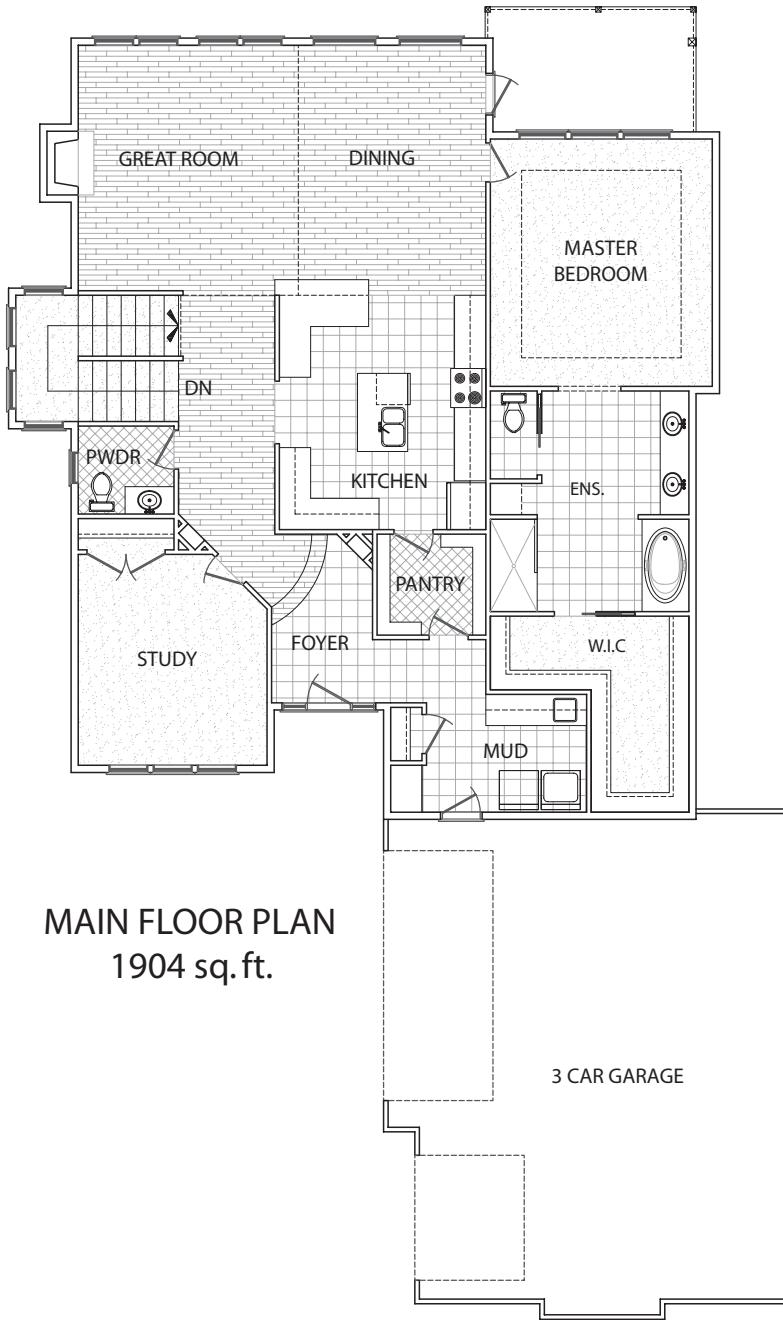 GREAT ROOM
DINING
MASTER
BEDROOM
DN
PWDR
KITCHEN
ENS.
PANTRY
STUDY
FOYER
W.I.C
MUD
MAIN FLOOR PLAN
1904 sq. ft.
3 CAR GARAGE